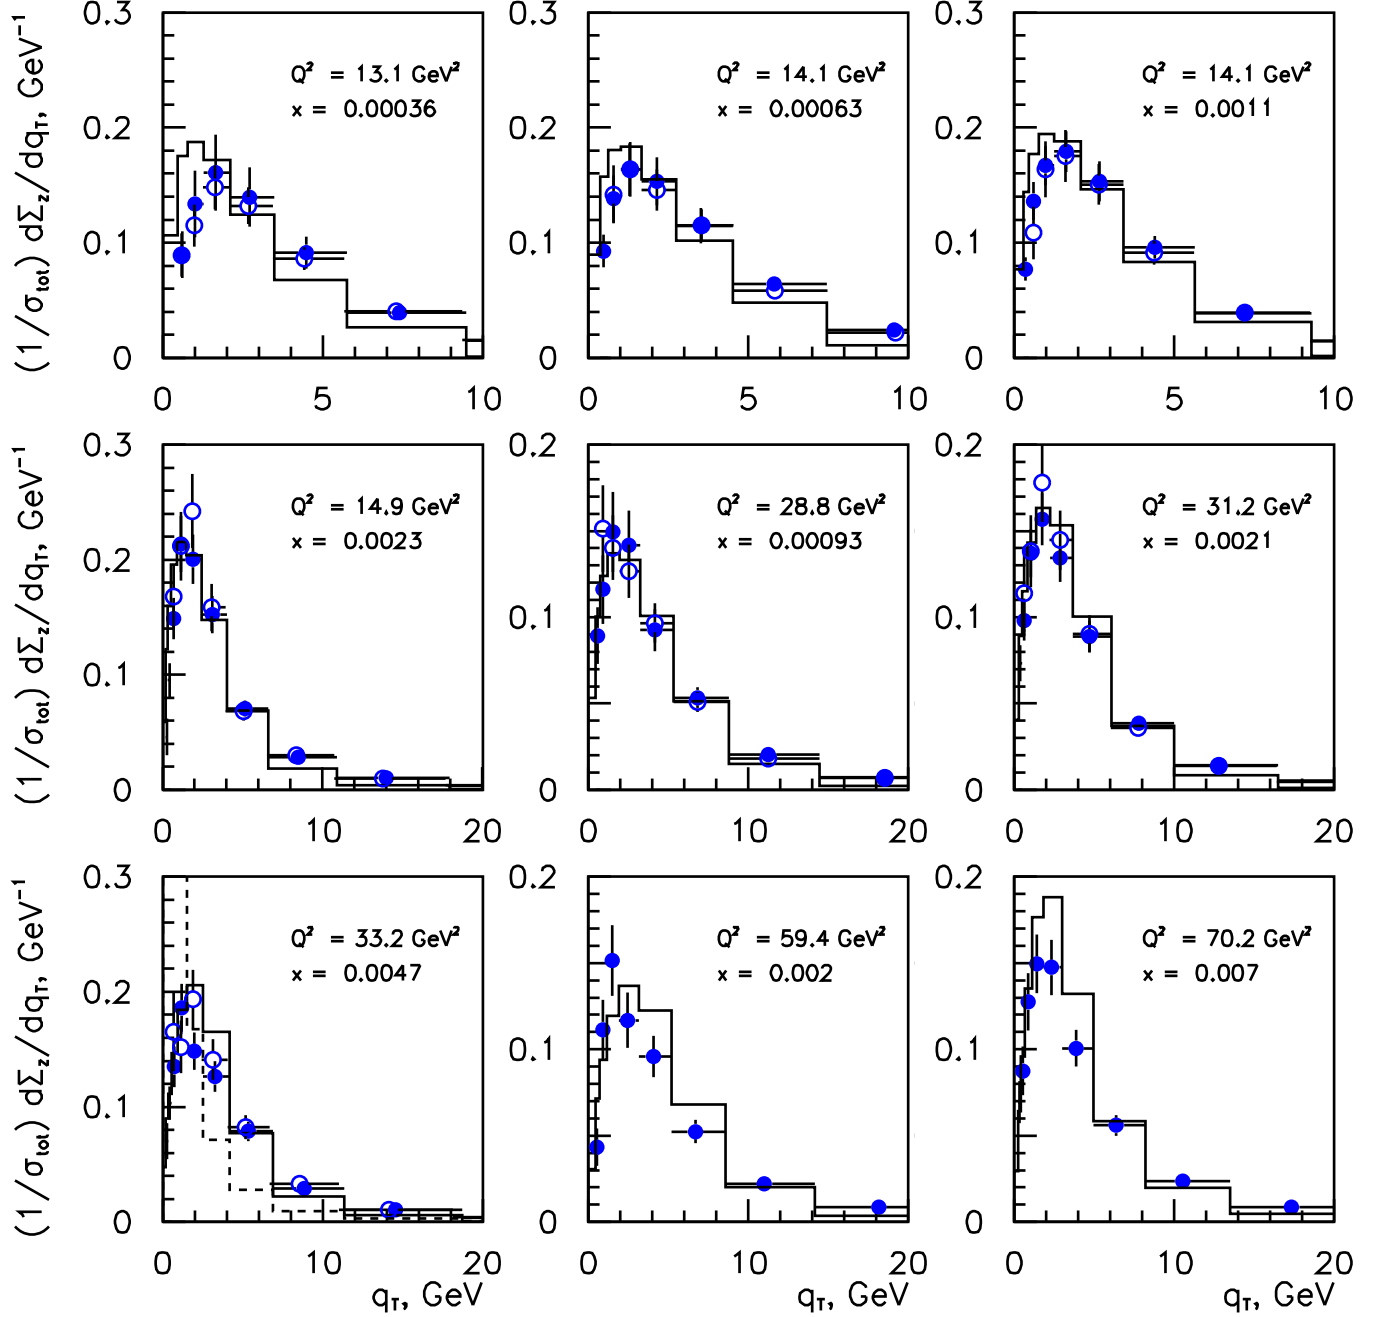 (1/σtot) dΣz/dqT, GeV⁻¹
0.3
0.2
0.1
0
Q² = 13.1 GeV²
x = 0.00036
0 5 10
0.3
0.2
0.1
0
Q² = 14.1 GeV²
x = 0.00063
0 5 10
0.3
0.2
0.1
0
Q² = 14.1 GeV²
x = 0.0011
0 5 10
(1/σtot) dΣz/dqT, GeV⁻¹
0.3
0.2
0.1
0
Q² = 14.9 GeV²
x = 0.0023
0 10 20
0.2
0.1
0
Q² = 28.8 GeV²
x = 0.00093
0 10 20
0.2
0.1
0
Q² = 31.2 GeV²
x = 0.0021
0 10 20
(1/σtot) dΣz/dqT, GeV⁻¹
0.3
0.2
0.1
0
Q² = 33.2 GeV²
x = 0.0047
0 10 20
qT, GeV
0.2
0.1
0
Q² = 59.4 GeV²
x = 0.002
0 10 20
qT, GeV
0.2
0.1
0
Q² = 70.2 GeV²
x = 0.007
0 10 20
qT, GeV